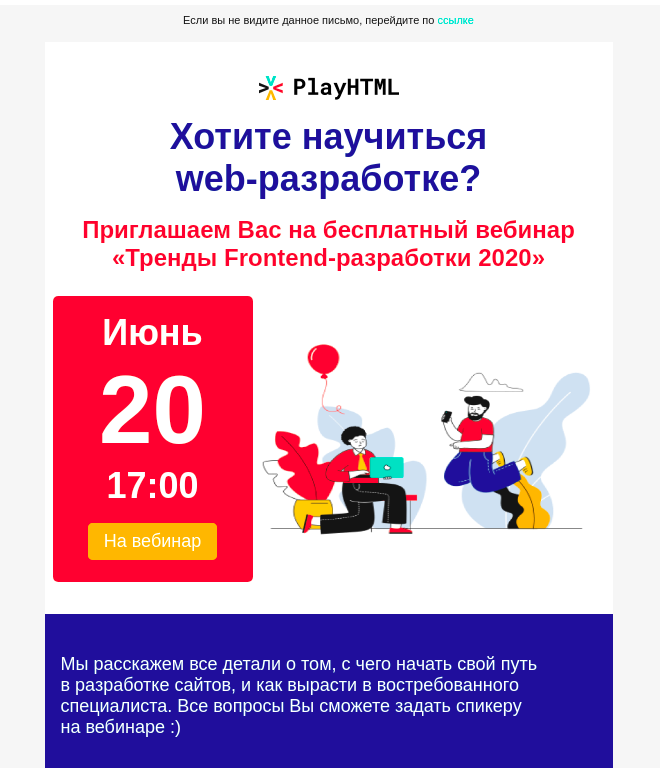 Если вы не видите данное письмо, перейдите по ссылке
PlayHTML
Хотите научиться
web-разработке?
Приглашаем Вас на бесплатный вебинар
«Тренды Frontend-разработки 2020»
Июнь
20
17:00
На вебинар
Мы расскажем все детали о том, с чего начать свой путь
в разработке сайтов, и как вырасти в востребованного
специалиста. Все вопросы Вы сможете задать спикеру
на вебинаре :)